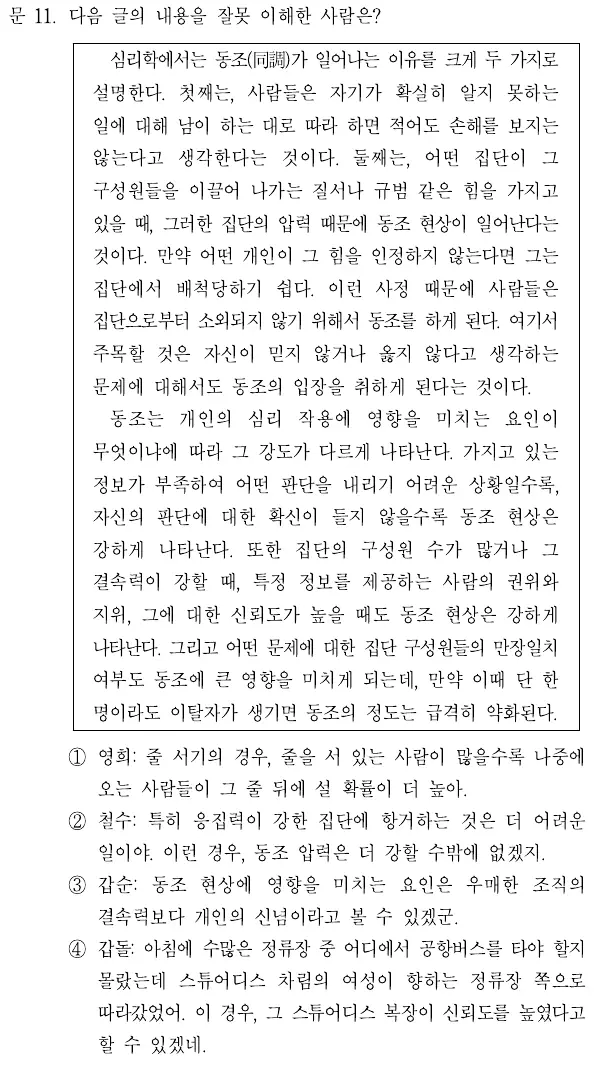 문 11. 다음 글의 내용을 잘못 이해한 사람은?
심리학에서는 동조(同調)가 일어나는 이유를 크게 두 가지로
설명한다. 첫째는, 사람들은 자기가 확실히 알지 못하는
일에 대해 남이 하는 대로 따라 하면 적어도 손해를 보지는
않는다고 생각한다는 것이다. 둘째는, 어떤 집단이 그
구성원들을 이끌어 나가는 질서나 규범 같은 힘을 가지고
있을 때, 그러한 집단의 압력 때문에 동조 현상이 일어난다는
것이다. 만약 어떤 개인이 그 힘을 인정하지 않는다면 그는
집단에서 배척당하기 쉽다. 이런 사정 때문에 사람들은
집단으로부터 소외되지 않기 위해서 동조를 하게 된다. 여기서
주목할 것은 자신이 믿지 않거나 옳지 않다고 생각하는
문제에 대해서도 동조의 입장을 취하게 된다는 것이다.
동조는 개인의 심리 작용에 영향을 미치는 요인이
무엇이냐에 따라 그 강도가 다르게 나타난다. 가지고 있는
정보가 부족하여 어떤 판단을 내리기 어려운 상황일수록,
자신의 판단에 대한 확신이 들지 않을수록 동조 현상은
강하게 나타난다. 또한 집단의 구성원 수가 많거나 그
결속력이 강할 때, 특정 정보를 제공하는 사람의 권위와
지위, 그에 대한 신뢰도가 높을 때도 동조 현상은 강하게
나타난다. 그리고 어떤 문제에 대한 집단 구성원들의 만장일치
여부도 동조에 큰 영향을 미치게 되는데, 만약 이때 단 한
명이라도 이탈자가 생기면 동조의 정도는 급격히 약화된다.
① 영희: 줄 서기의 경우, 줄을 서 있는 사람이 많을수록 나중에
오는 사람들이 그 줄 뒤에 설 확률이 더 높아.
② 철수: 특히 응집력이 강한 집단에 항거하는 것은 더 어려운
일이야. 이런 경우, 동조 압력은 더 강할 수밖에 없겠지.
③ 갑순: 동조 현상에 영향을 미치는 요인은 우매한 조직의
결속력보다 개인의 신념이라고 볼 수 있겠군.
④ 갑돌: 아침에 수많은 정류장 중 어디에서 공항버스를 타야 할지
몰랐는데 스튜어디스 차림의 여성이 향하는 정류장 쪽으로
따라갔었어. 이 경우, 그 스튜어디스 복장이 신뢰도를 높였다고
할 수 있겠네.